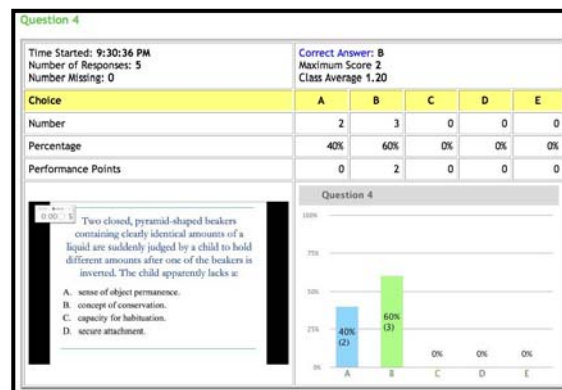 Question 4
Time Started: 9:30:36 PM
Number of Responses: 5
Number Missing: 0
Correct Answer: B
Maximum Score 2
Class Average 1.20
Choice A B C D E
Number 2 3 0 0 0
Percentage 40% 60% 0% 0% 0%
Performance Points 0 2 0 0 0
Two closed, pyramid-shaped beakers
containing clearly identical amounts of a
liquid are suddenly judged by a child to hold
different amounts after one of the beakers is
inverted. The child apparently lacks a:
A. sense of object permanence.
B. concept of conservation.
C. capacity for habituation.
D. secure attachment.
Question 4
100%
75%
50%
25%
0%
40%
(2)
60%
(3)
0% 0% 0%
A B C D E